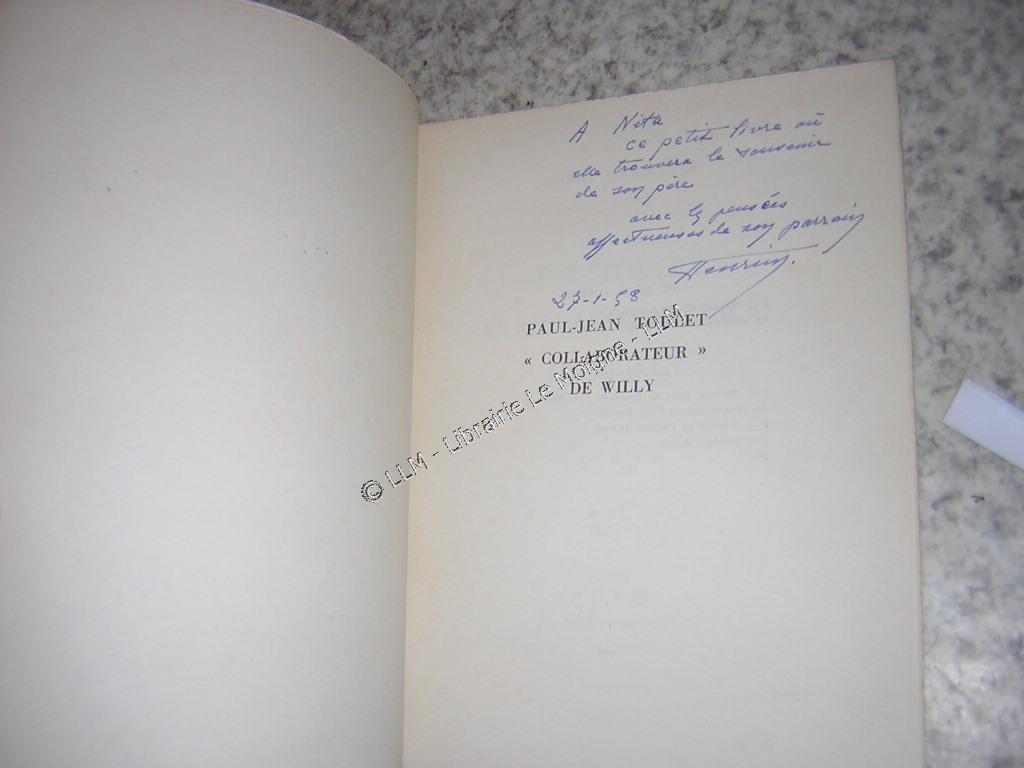 A Nita
ce petit livre où
elle trouvera le souvenir
de son père
avec les pensées
affectueuses de son parrain
23-1-58
PAUL-JEAN TOULET
« COLLABORATEUR »
DE WILLY
© LLM - Librairie Le Moigne - LLM